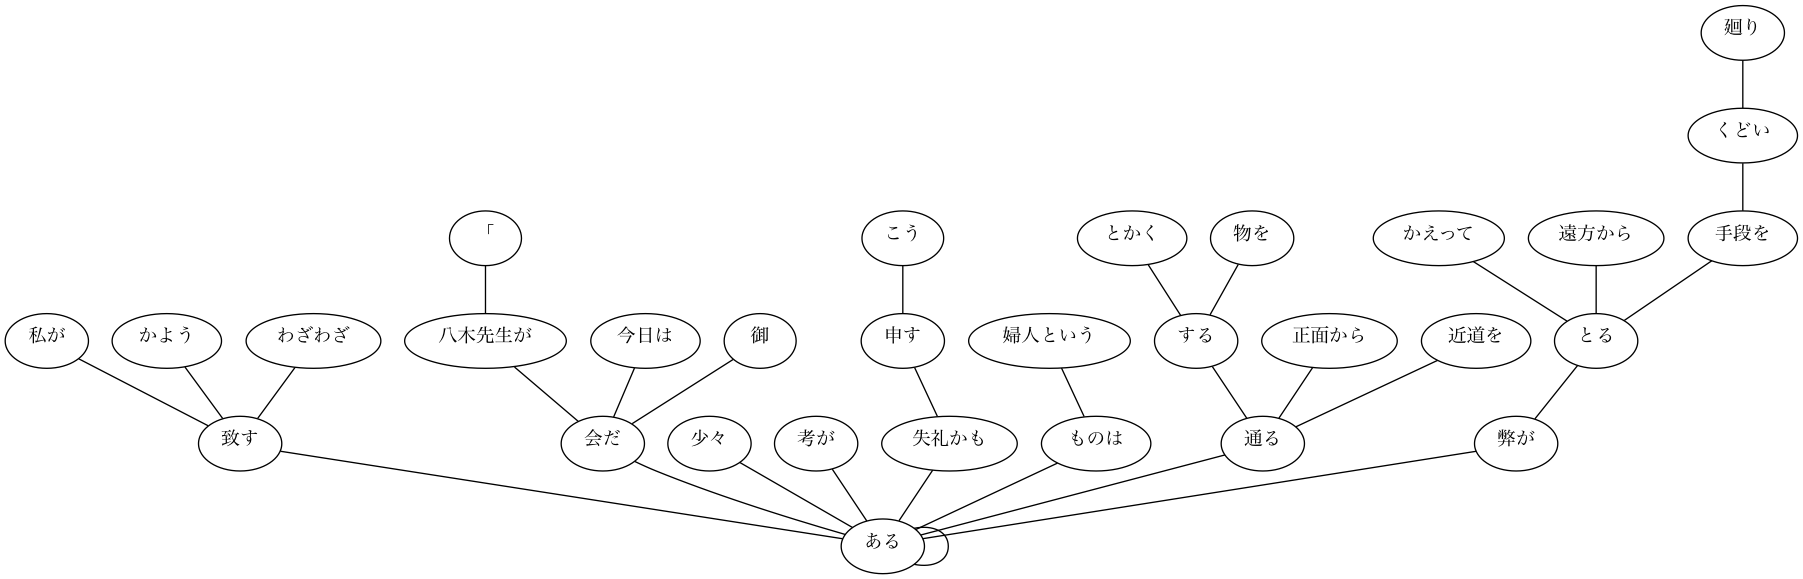 廻り
くどい
「
こう
とかく
物を
かえって
遠方から
手段を
私が
かよう
わざわざ
八木先生が
今日は
御
申す
婦人という
する
正面から
近道を
とる
致す
会だ
少々
考が
失礼かも
ものは
通る
弊が
ある